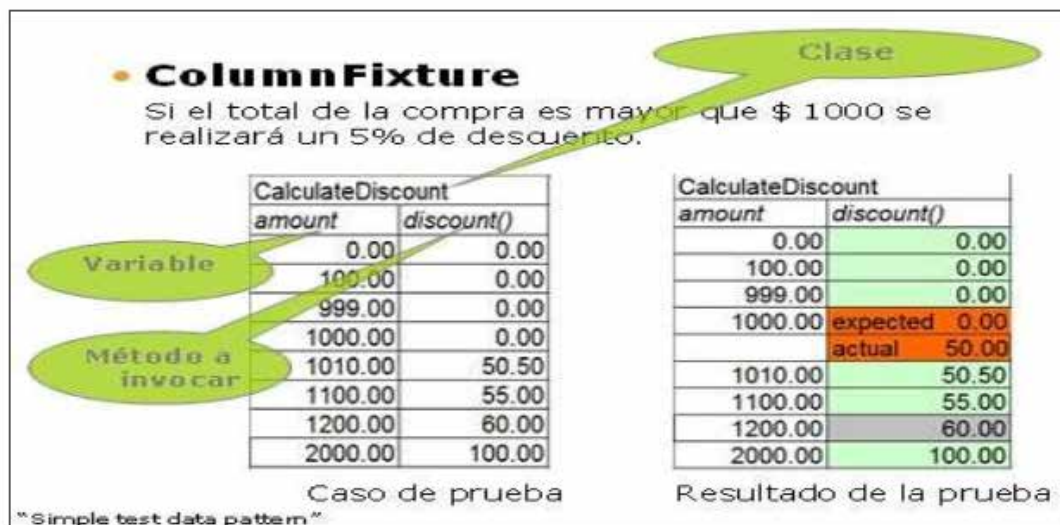 Clase
• ColumnFixture
Si el total de la compra es mayor que $ 1000 se
realizará un 5% de descuento.
CalculateDiscount
amount discount()
0.00 0.00
100.00 0.00
999.00 0.00
1000.00 0.00
1010.00 50.50
1100.00 55.00
1200.00 60.00
2000.00 100.00
Variable
Método a
invocar
Caso de prueba
CalculateDiscount
amount discount()
0.00 0.00
100.00 0.00
999.00 0.00
1000.00 expected 0.00
actual 50.00
1010.00 50.50
1100.00 55.00
1200.00 60.00
2000.00 100.00
Resultado de la prueba
"Simple test data pattern"